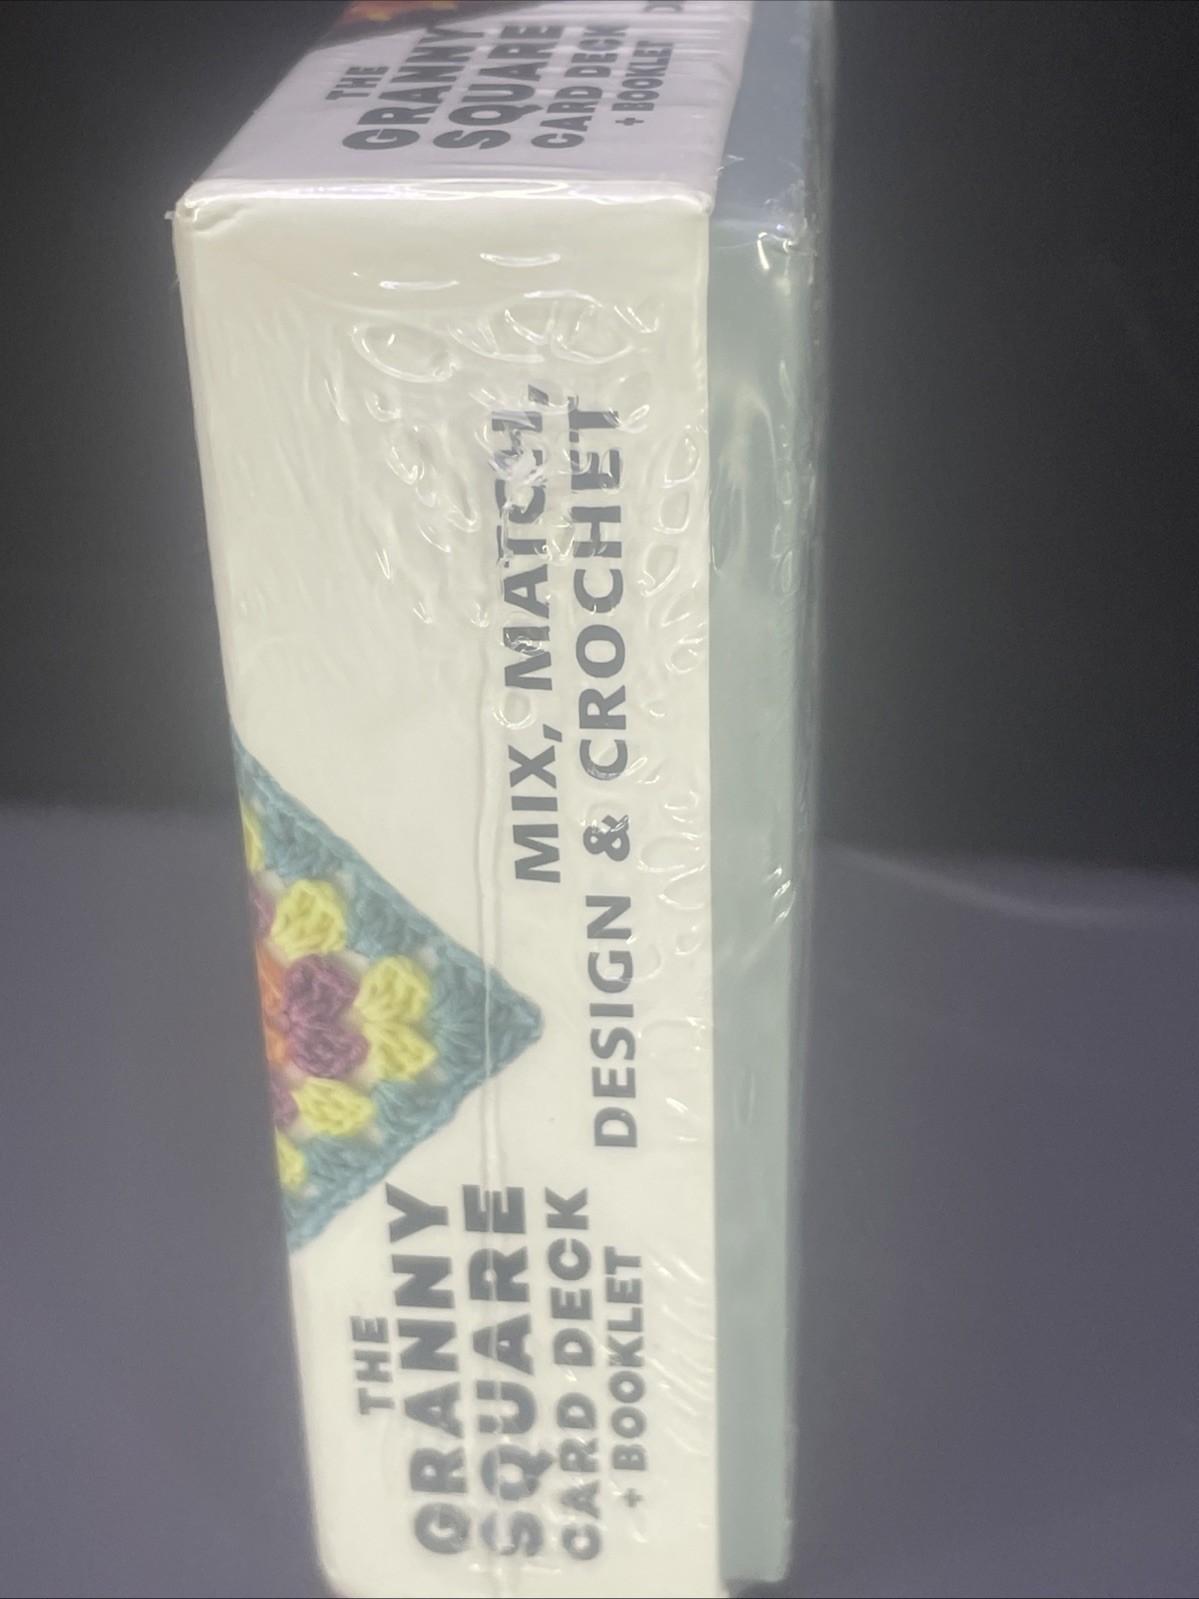 THE
GRANNY
SQUARE
CARD DECK
+ BOOKLET
THE
GRANNY
SQUARE
CARD DECK
+ BOOKLET
MIX, MATCH,
DESIGN & CROCHET